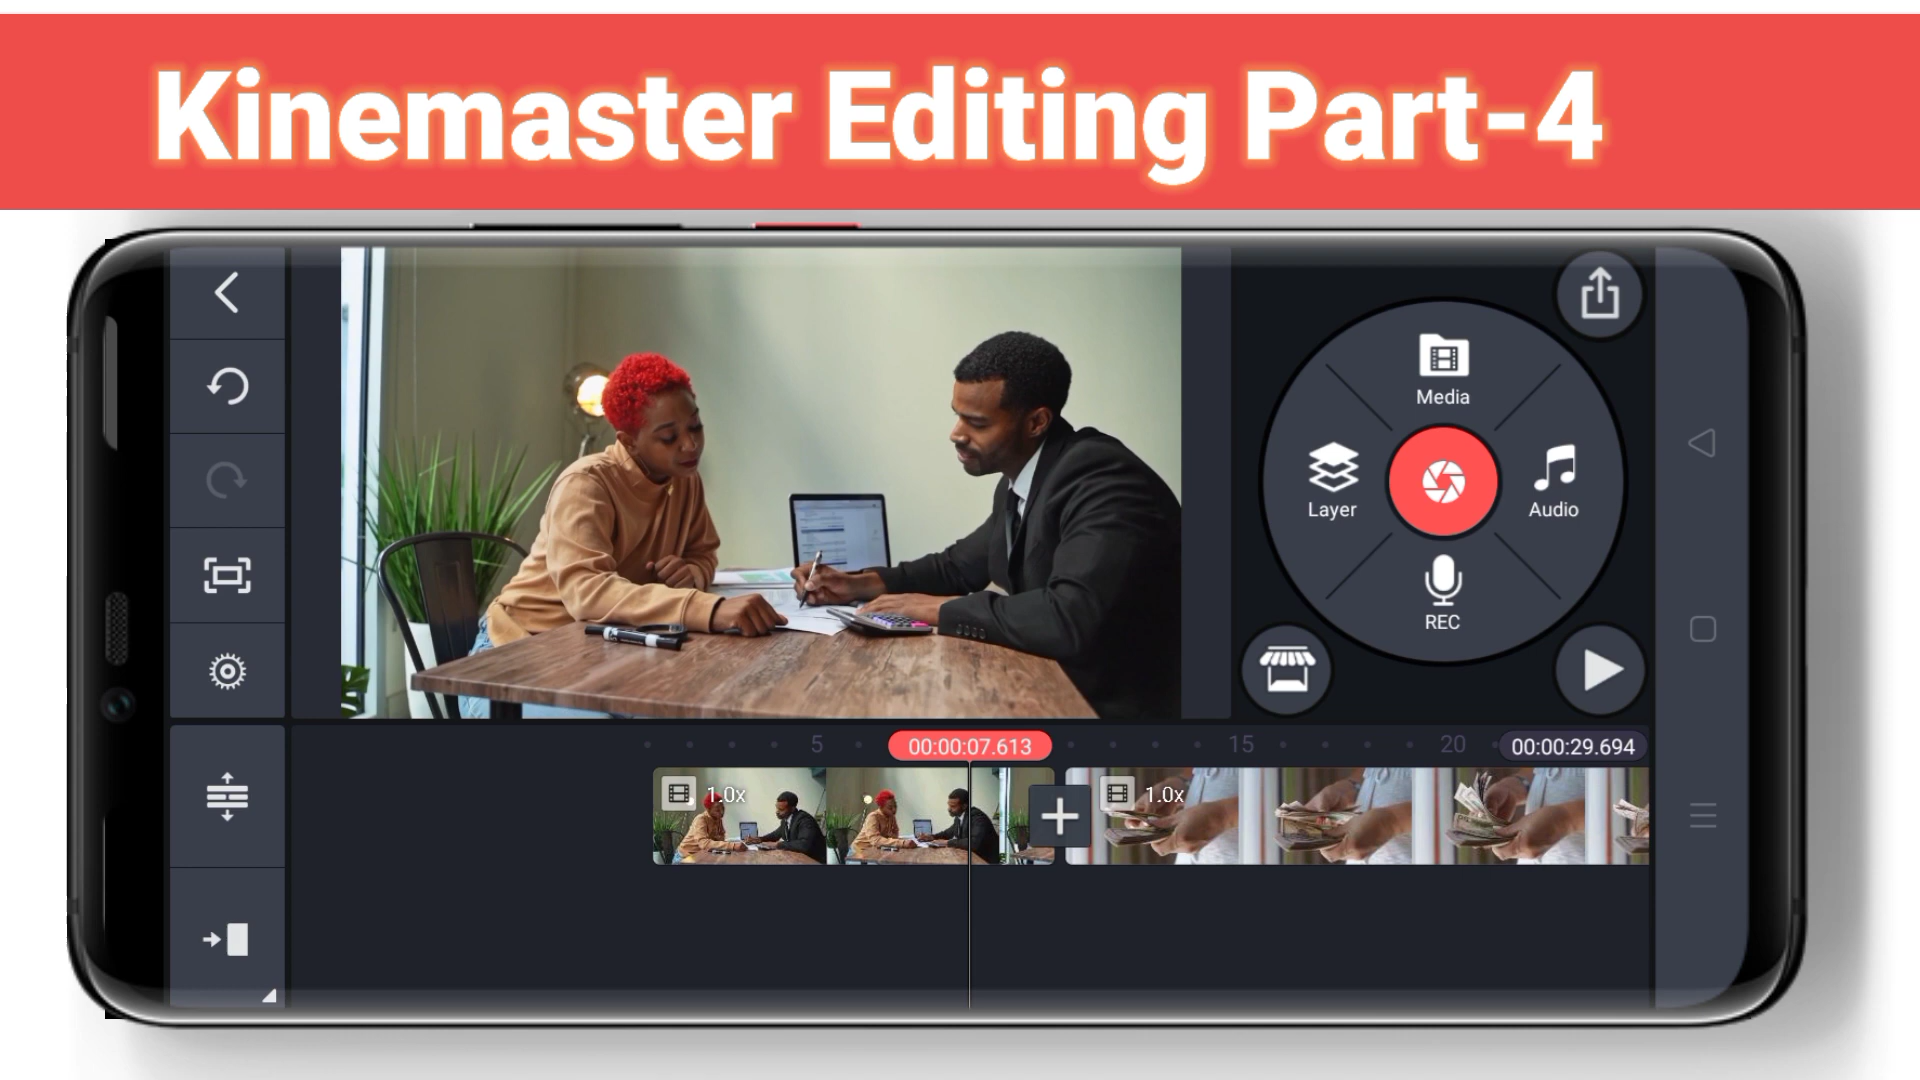 Kinemaster Editing Part-4
Media
Layer
Audio
REC
5
00:00:07.613
15
20
00:00:29.694
1.0x
1.0x